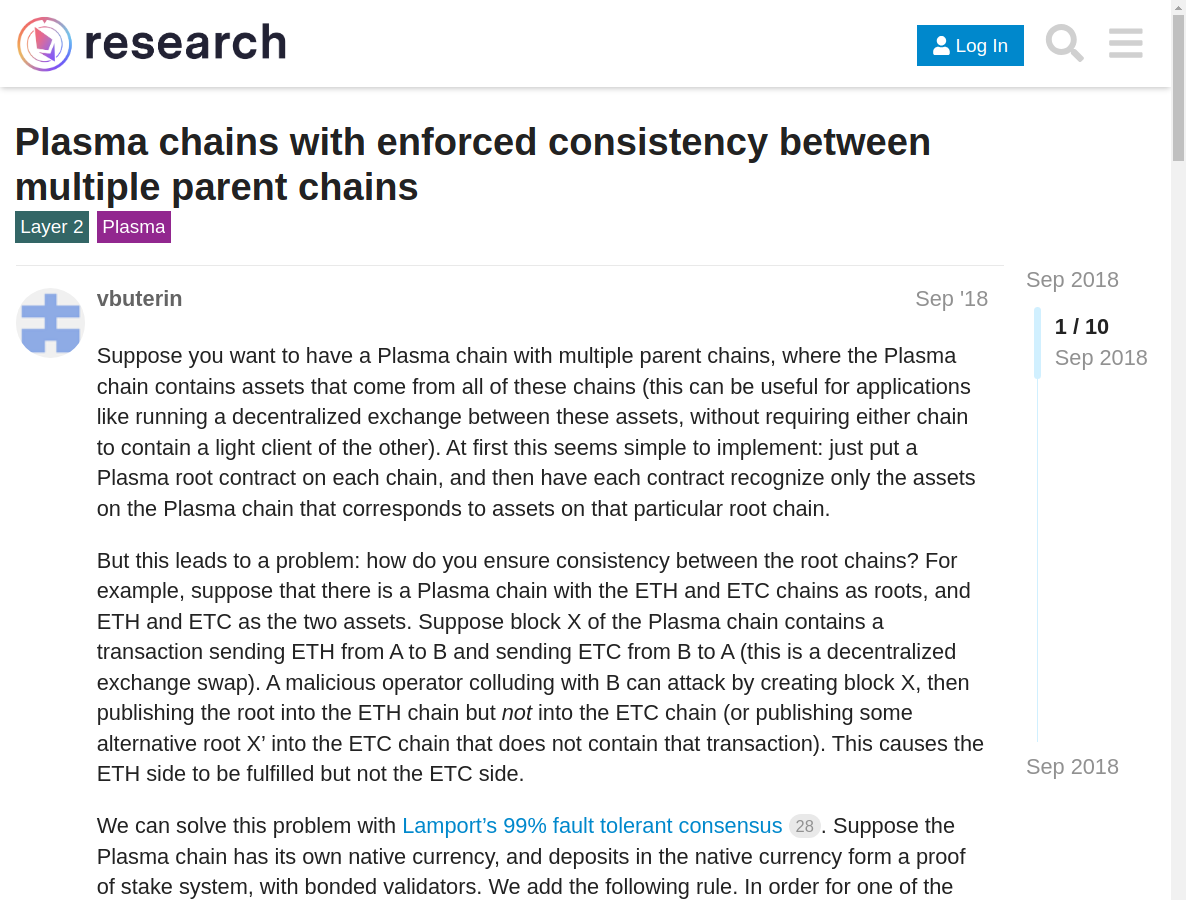 research
Log In
Plasma chains with enforced consistency between
multiple parent chains
Layer 2 Plasma
Sep 2018
vbuterin
Sep '18
1 / 10
Sep 2018
Suppose you want to have a Plasma chain with multiple parent chains, where the Plasma
chain contains assets that come from all of these chains (this can be useful for applications
like running a decentralized exchange between these assets, without requiring either chain
to contain a light client of the other). At first this seems simple to implement: just put a
Plasma root contract on each chain, and then have each contract recognize only the assets
on the Plasma chain that corresponds to assets on that particular root chain.
But this leads to a problem: how do you ensure consistency between the root chains? For
example, suppose that there is a Plasma chain with the ETH and ETC chains as roots, and
ETH and ETC as the two assets. Suppose block X of the Plasma chain contains a
transaction sending ETH from A to B and sending ETC from B to A (this is a decentralized
exchange swap). A malicious operator colluding with B can attack by creating block X, then
publishing the root into the ETH chain but not into the ETC chain (or publishing some
alternative root X’ into the ETC chain that does not contain that transaction). This causes the
ETH side to be fulfilled but not the ETC side.
Sep 2018
We can solve this problem with Lamport’s 99% fault tolerant consensus 28. Suppose the
Plasma chain has its own native currency, and deposits in the native currency form a proof
of stake system, with bonded validators. We add the following rule. In order for one of the